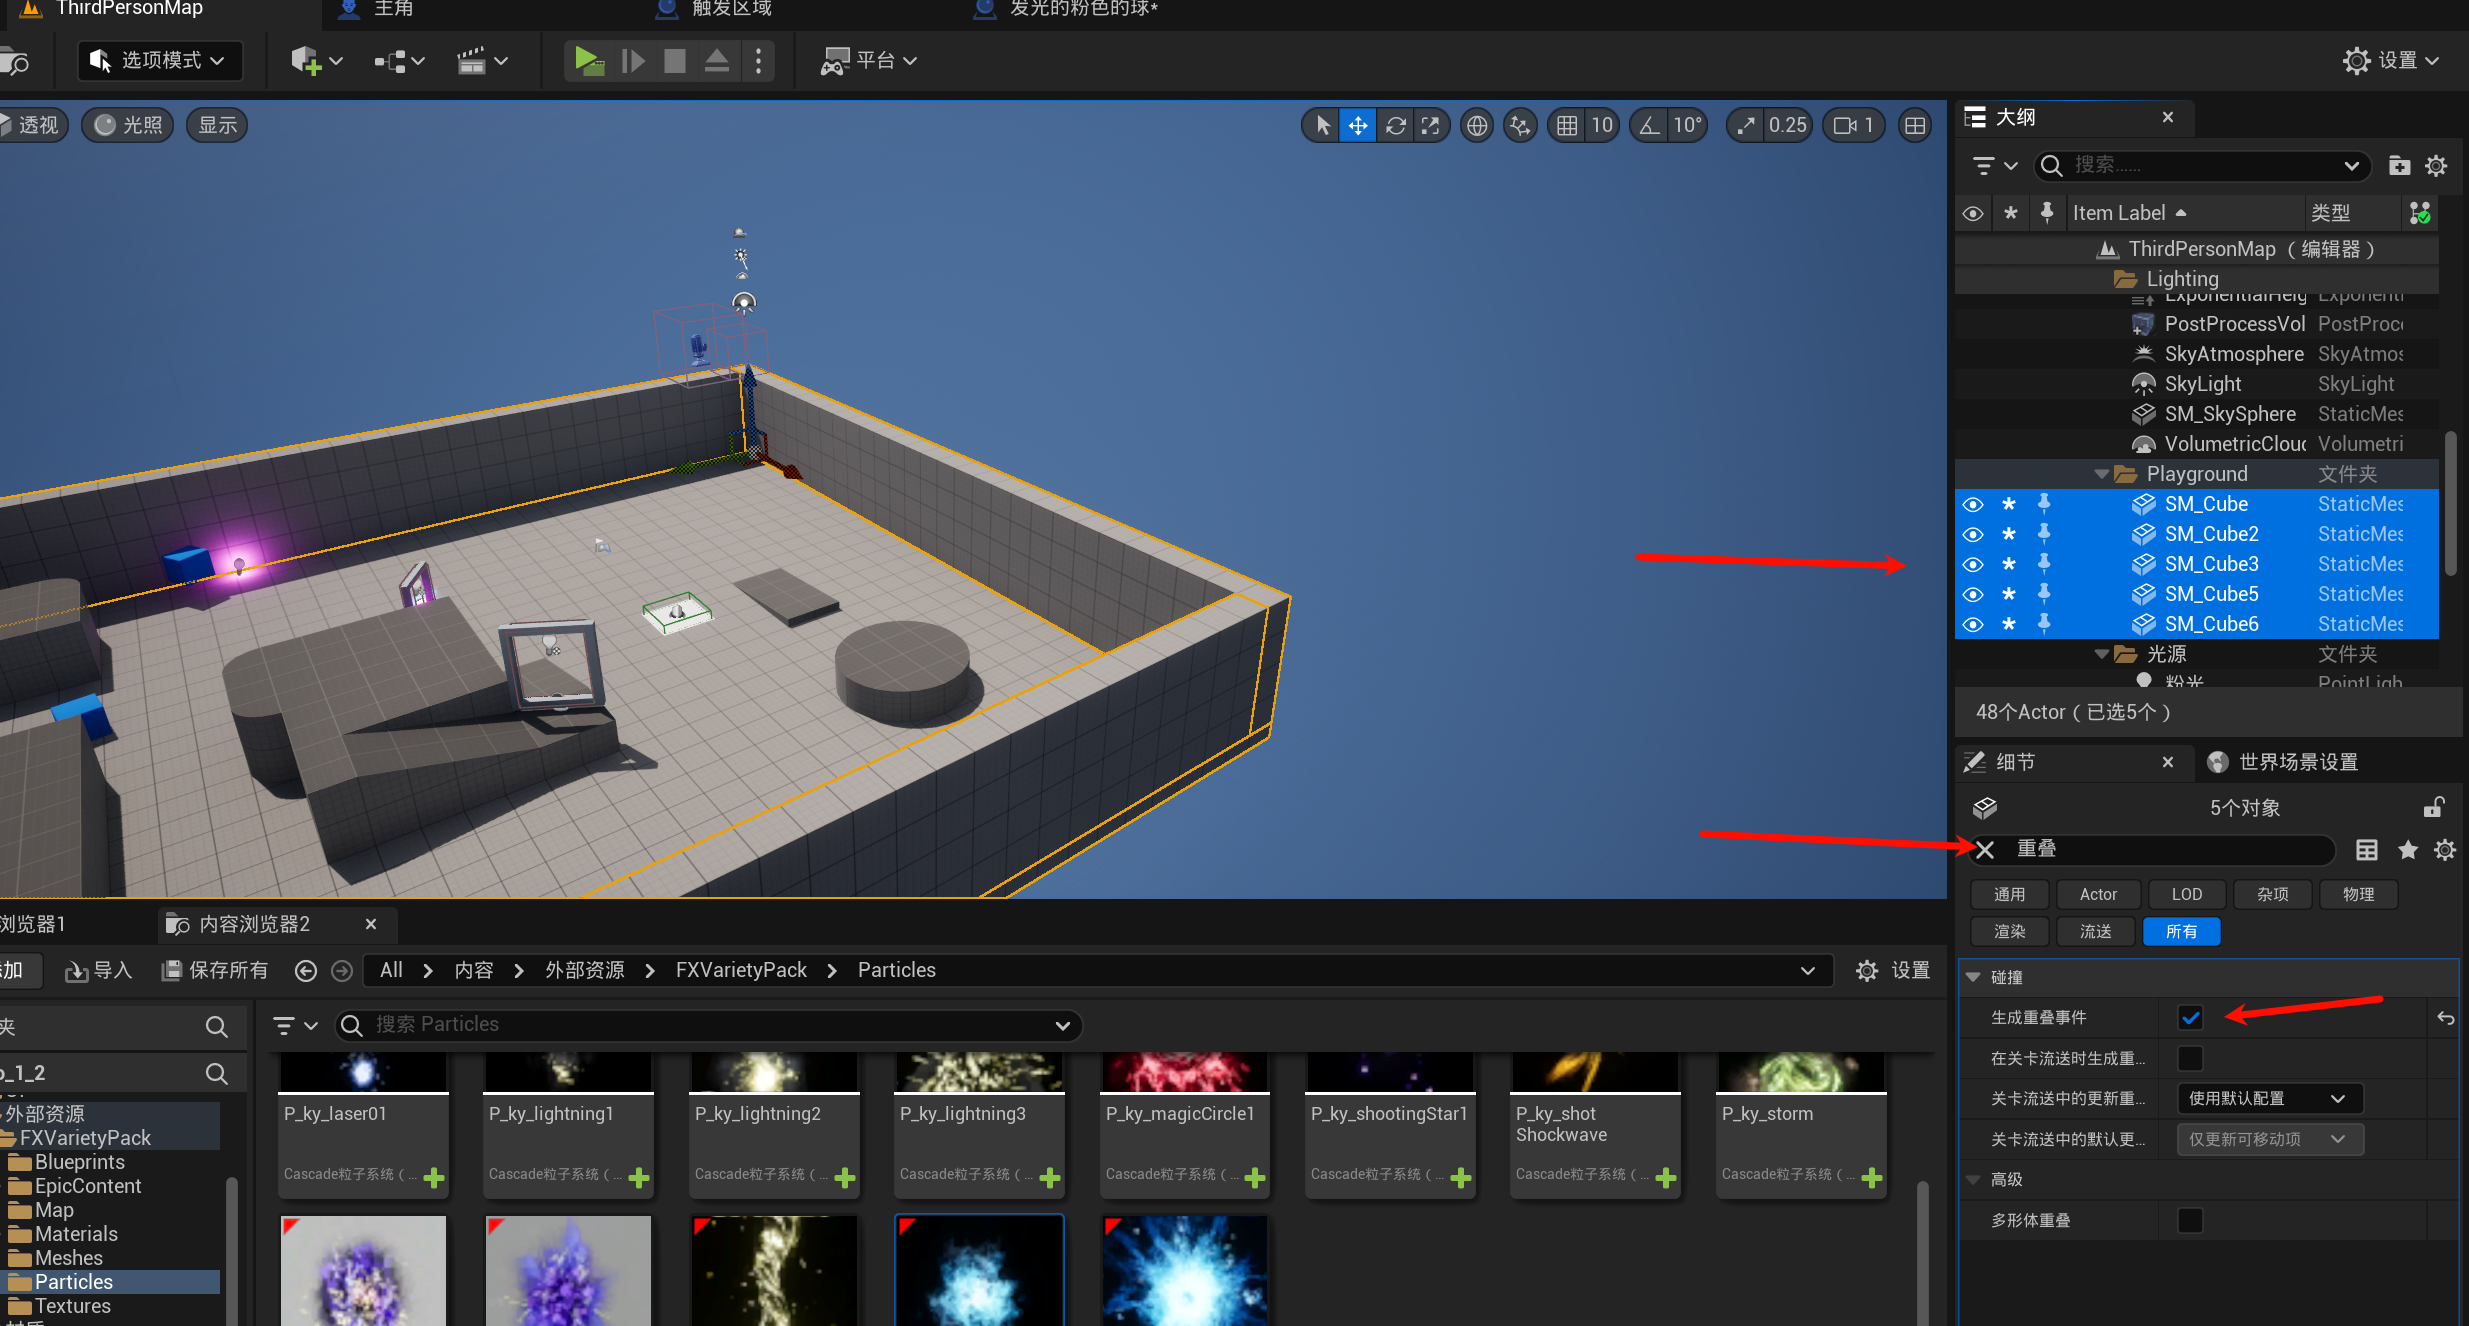 ThirdPersonMap
主角
触发区域
发光的粉色的球*
选项模式
平台
设置
透视
光照
显示
10
10°
0.25
1
大纲
搜索......
Item Label
类型
ThirdPersonMap（编辑器）
Lighting
ExponentialHeig Exponenti
PostProcessVol PostProce
SkyAtmosphere SkyAtmos
SkyLight SkyLight
SM_SkySphere StaticMes
VolumetricCloud Volumetri
Playground 文件夹
SM_Cube StaticMes
SM_Cube2 StaticMes
SM_Cube3 StaticMes
SM_Cube5 StaticMes
SM_Cube6 StaticMes
光源 文件夹
粉光 PointLigh
48个Actor（已选5个）
细节
世界场景设置
5个对象
重叠
通用 Actor LOD 杂项 物理
渲染 流送 所有
碰撞
生成重叠事件
在关卡流送时生成重...
关卡流送中的更新重... 使用默认配置
关卡流送中的默认更... 仅更新可移动项
高级
多形体重叠
浏览器1
内容浏览器2
添加
导入
保存所有
All > 内容 > 外部资源 > FXVarietyPack > Particles
设置
夹
搜索 Particles
o_1_2
外部资源
FXVarietyPack
Blueprints
EpicContent
Map
Materials
Meshes
Particles
Textures
P_ky_laser01
P_ky_lightning1
P_ky_lightning2
P_ky_lightning3
P_ky_magicCircle1
P_ky_shootingStar1
P_ky_shot
Shockwave
P_ky_storm
Cascade粒子系统（...
Cascade粒子系统（...
Cascade粒子系统（...
Cascade粒子系统（...
Cascade粒子系统（...
Cascade粒子系统（...
Cascade粒子系统（...
Cascade粒子系统（...